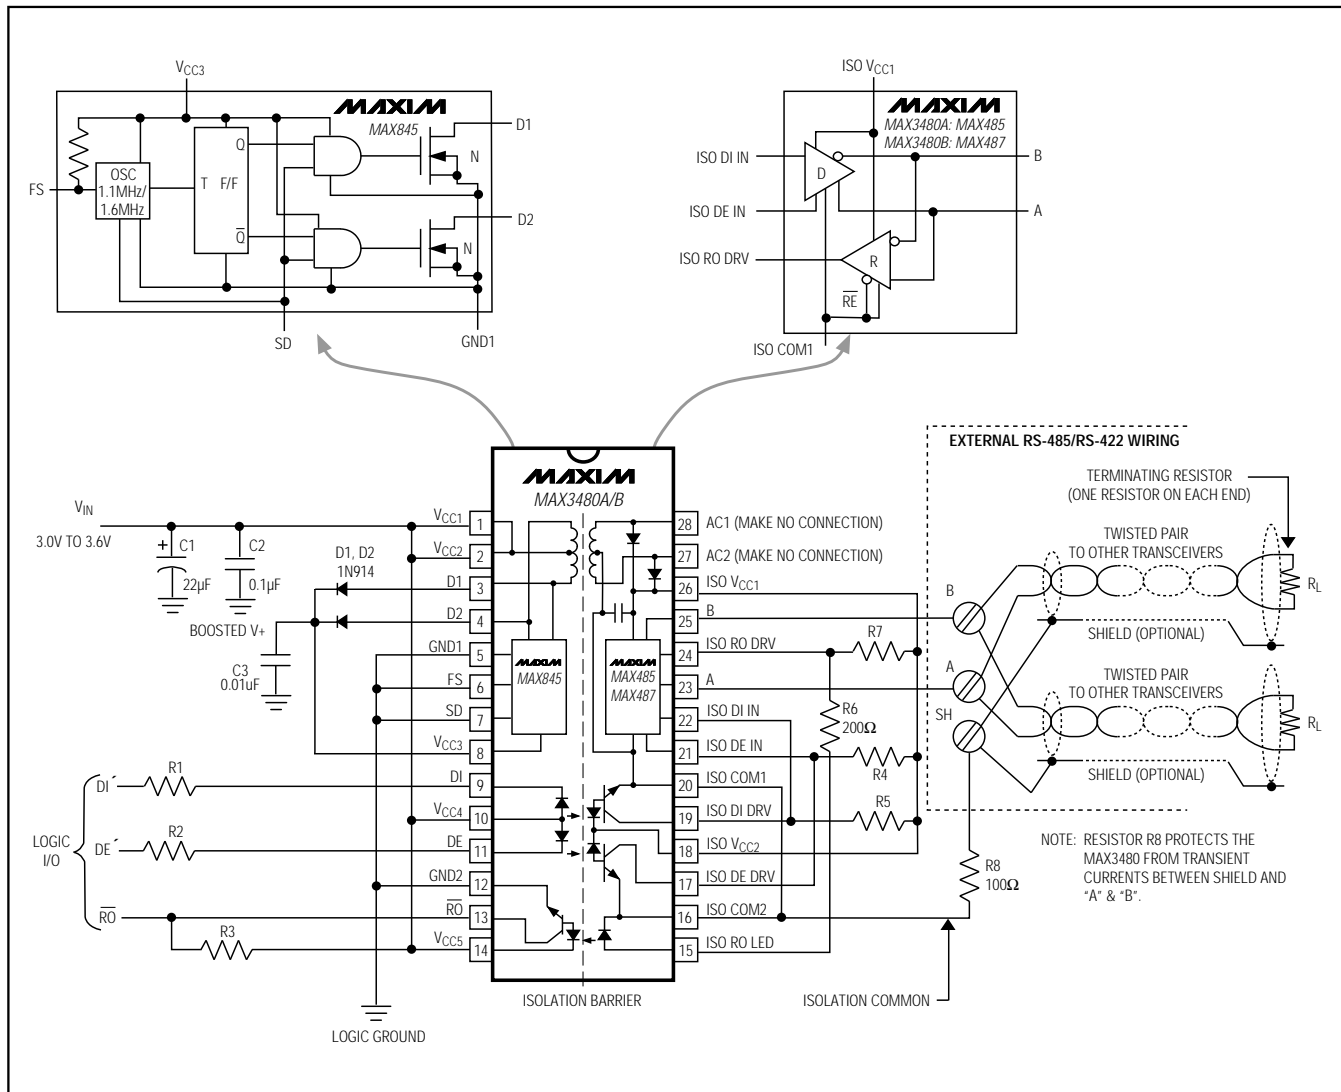 VCC3
MAXIM
MAX845
D1
Q
N
OSC
1.1MHz/
1.6MHz
T F/F
FS
D2
Q̅
N
SD
GND1
ISO VCC1
MAXIM
MAX3480A: MAX485
MAX3480B: MAX487
ISO DI IN
B
D
ISO DE IN
A
ISO RO DRV
R
R̅E̅
ISO COM1
MAXIM
MAX3480A/B
VIN
3.0V TO 3.6V
C1
+
22µF
C2
0.1µF
D1, D2
1N914
BOOSTED V+
C3
0.01uF
VCC1
1
VCC2
2
D1
3
D2
4
GND1
5
FS
6
SD
7
VCC3
8
DI
9
VCC4
10
DE
11
GND2
12
R̅O̅
13
VCC5
14
MAXIM
MAX845
MAXIM
MAX485
MAX487
28
AC1 (MAKE NO CONNECTION)
27
AC2 (MAKE NO CONNECTION)
26
ISO VCC1
25
B
24
ISO RO DRV
23
A
22
ISO DI IN
21
ISO DE IN
20
ISO COM1
19
ISO DI DRV
18
ISO VCC2
17
ISO DE DRV
16
ISO COM2
15
ISO RO LED
LOGIC
I/O
DI´
R1
DE´
R2
R̅O̅
R3
LOGIC GROUND
ISOLATION BARRIER
R7
R6
200Ω
R4
R5
R8
100Ω
ISOLATION COMMON
EXTERNAL RS-485/RS-422 WIRING
TERMINATING RESISTOR
(ONE RESISTOR ON EACH END)
TWISTED PAIR
TO OTHER TRANSCEIVERS
B
RL
SHIELD (OPTIONAL)
A
TWISTED PAIR
TO OTHER TRANSCEIVERS
SH
RL
SHIELD (OPTIONAL)
NOTE: RESISTOR R8 PROTECTS THE
MAX3480 FROM TRANSIENT
CURRENTS BETWEEN SHIELD AND
"A" & "B".